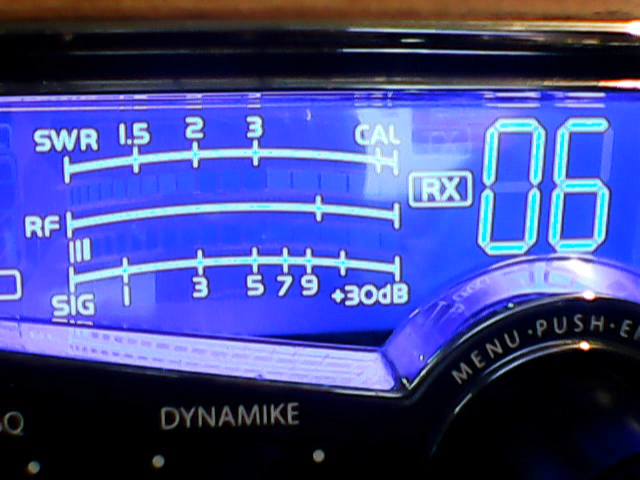 SWR 1.5 2 3 CAL
RX 06
RF
SIG 1 3 5 7 9 +30dB
MENU·PUSH·
DYNAMIKE